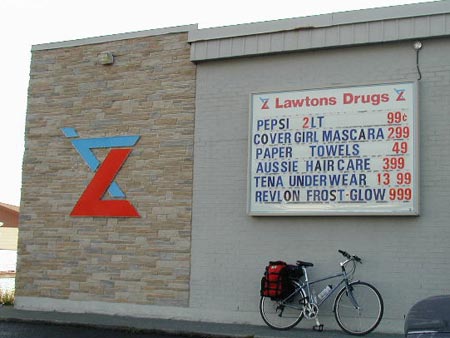 Lawtons Drugs
PEPSI 2LT 99¢
COVER GIRL MASCARA 299
PAPER TOWELS 49
AUSSIE HAIR CARE 399
TENA UNDERWEAR 13 99
REVLON FROST-GLOW 999